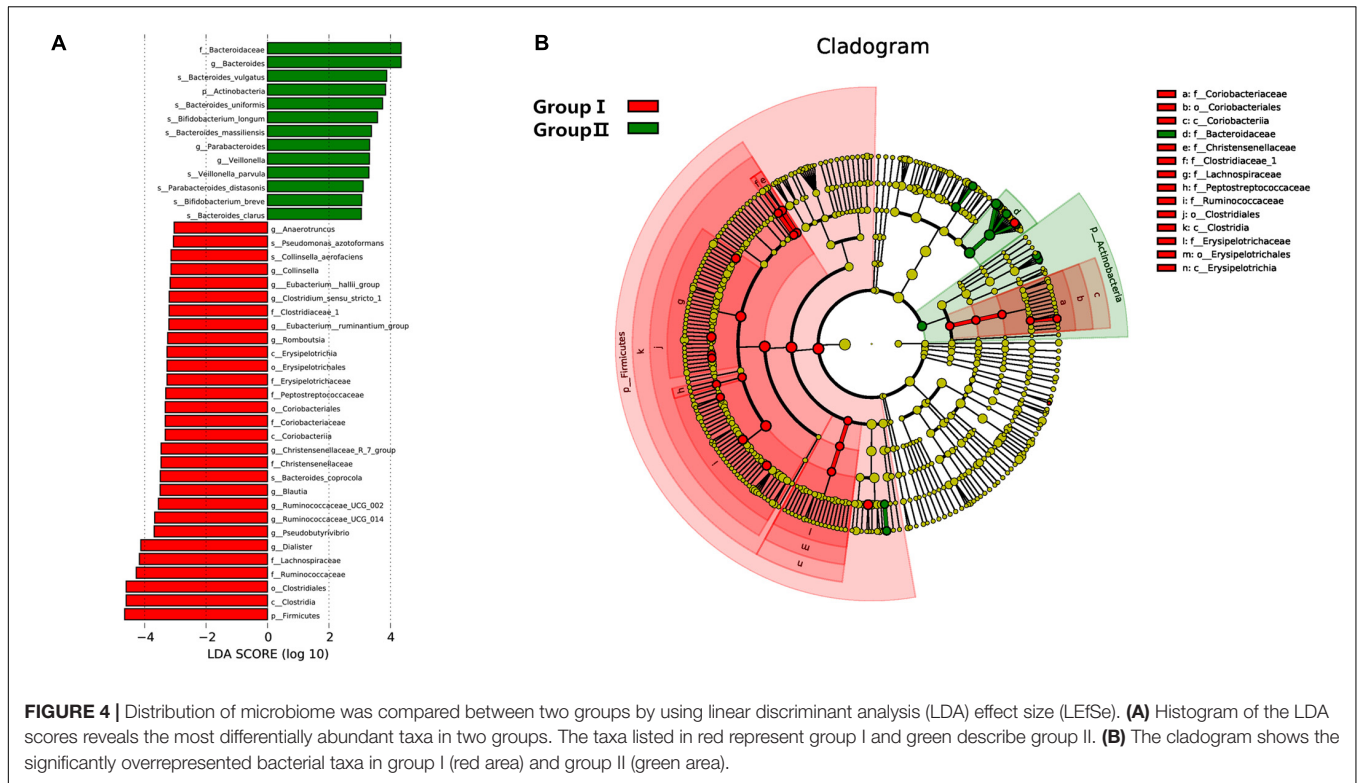 A
f__Bacteroidaceae
g__Bacteroides
s__Bacteroides_vulgatus
p__Actinobacteria
s__Bacteroides_uniformis
s__Bifidobacterium_longum
s__Bacteroides_massiliensis
g__Parabacteroides
g__Veillonella
s__Veillonella_parvula
s__Parabacteroides_distasonis
s__Bifidobacterium_breve
s__Bacteroides_clarus
g__Anaerotruncus
s__Pseudomonas_azotoformans
s__Collinsella_aerofaciens
g__Collinsella
g___Eubacterium__hallii_group
g__Clostridium_sensu_stricto_1
f__Clostridiaceae_1
g___Eubacterium__ruminantium_group
g__Romboutsia
c__Erysipelotrichia
o__Erysipelotrichales
f__Erysipelotrichaceae
f__Peptostreptococcaceae
o__Coriobacteriales
f__Coriobacteriaceae
c__Coriobacteriia
g__Christensenellaceae_R_7_group
f__Christensenellaceae
s__Bacteroides_coprocola
g__Blautia
g__Ruminococcaceae_UCG_002
g__Ruminococcaceae_UCG_014
g__Pseudobutyrivibrio
g__Dialister
f__Lachnospiraceae
f__Ruminococcaceae
o__Clostridiales
c__Clostridia
p__Firmicutes
−4 −2 0 2 4
LDA SCORE (log 10)
B
Cladogram
Group I
Group II
p__Firmicutes
k
j
g
h
i
e
l
m
n
d
p__Actinobacteria
a
b
c
a: f__Coriobacteriaceae
b: o__Coriobacteriales
c: c__Coriobacteriia
d: f__Bacteroidaceae
e: f__Christensenellaceae
f: f__Clostridiaceae_1
g: f__Lachnospiraceae
h: f__Peptostreptococcaceae
i: f__Ruminococcaceae
j: o__Clostridiales
k: c__Clostridia
l: f__Erysipelotrichaceae
m: o__Erysipelotrichales
n: c__Erysipelotrichia
FIGURE 4 | Distribution of microbiome was compared between two groups by using linear discriminant analysis (LDA) effect size (LEfSe). (A) Histogram of the LDA
scores reveals the most differentially abundant taxa in two groups. The taxa listed in red represent group I and green describe group II. (B) The cladogram shows the
significantly overrepresented bacterial taxa in group I (red area) and group II (green area).